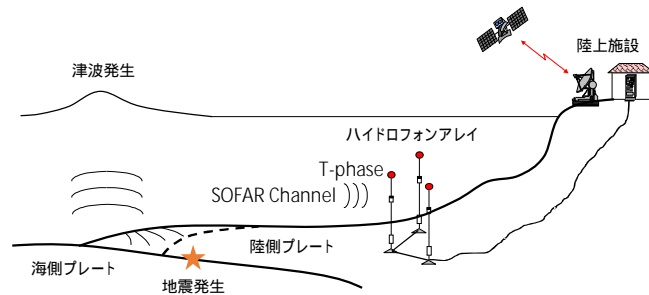 陸上施設
津波発生
ハイドロフォンアレイ
T-phase
SOFAR Channel )))
陸側プレート
海側プレート
地震発生